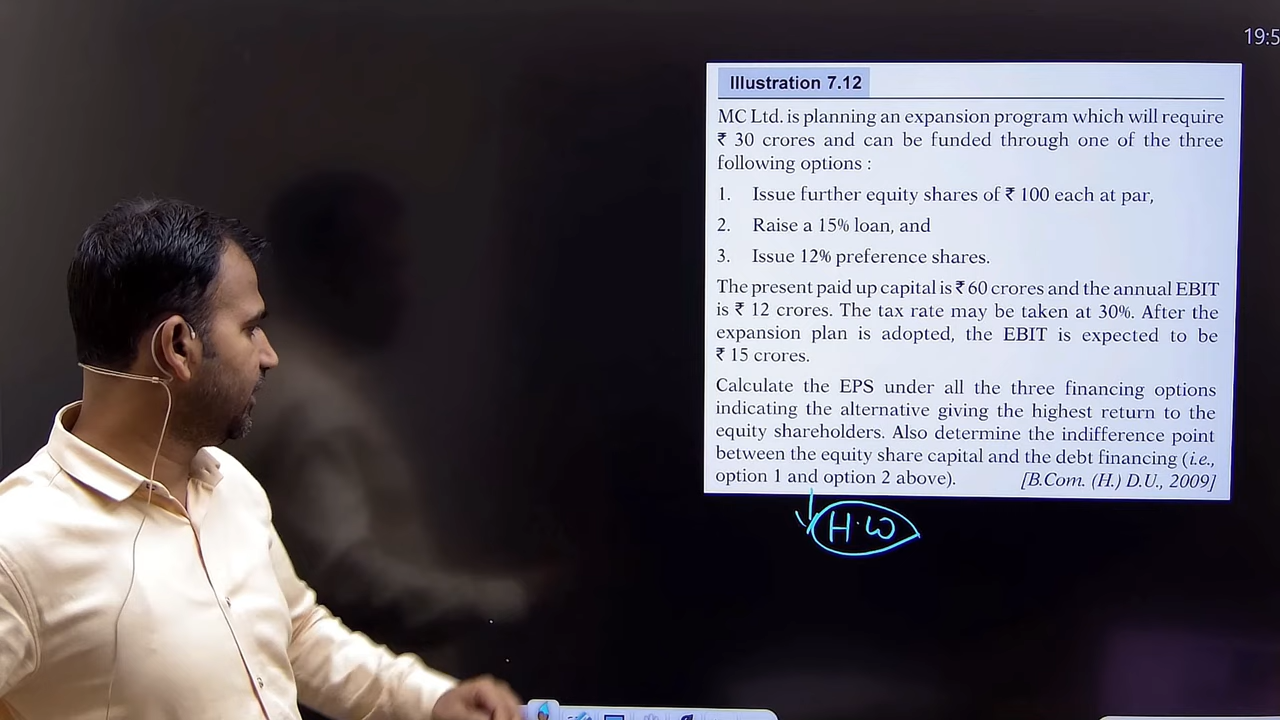 19:5
Illustration 7.12
MC Ltd. is planning an expansion program which will require
₹ 30 crores and can be funded through one of the three
following options :
1. Issue further equity shares of ₹ 100 each at par,
2. Raise a 15% loan, and
3. Issue 12% preference shares.
The present paid up capital is ₹ 60 crores and the annual EBIT
is ₹ 12 crores. The tax rate may be taken at 30%. After the
expansion plan is adopted, the EBIT is expected to be
₹ 15 crores.
Calculate the EPS under all the three financing options
indicating the alternative giving the highest return to the
equity shareholders. Also determine the indifference point
between the equity share capital and the debt financing (i.e.,
option 1 and option 2 above). [B.Com. (H.) D.U., 2009]
H.W